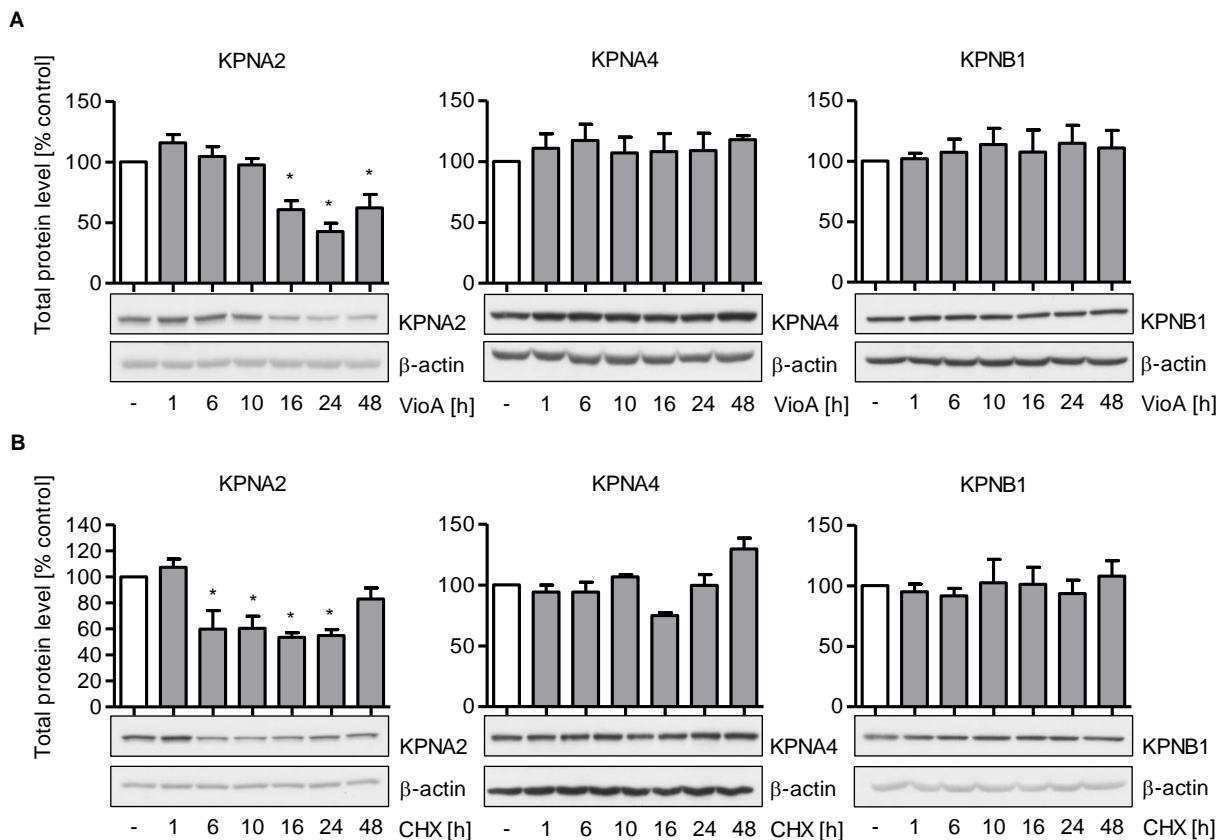 A
KPNA2
KPNA4
KPNB1
Total protein level [% control]
150
100
50
0
*
*
*
150
100
50
0
150
100
50
0
KPNA2
KPNA4
KPNB1
β-actin
β-actin
β-actin
- 1 6 10 16 24 48 VioA [h]
- 1 6 10 16 24 48 VioA [h]
- 1 6 10 16 24 48 VioA [h]
B
KPNA2
KPNA4
KPNB1
Total protein level [% control]
140
120
100
80
60
40
20
0
* * * *
150
100
50
0
150
100
50
0
KPNA2
KPNA4
KPNB1
β-actin
β-actin
β-actin
- 1 6 10 16 24 48 CHX [h]
- 1 6 10 16 24 48 CHX [h]
- 1 6 10 16 24 48 CHX [h]